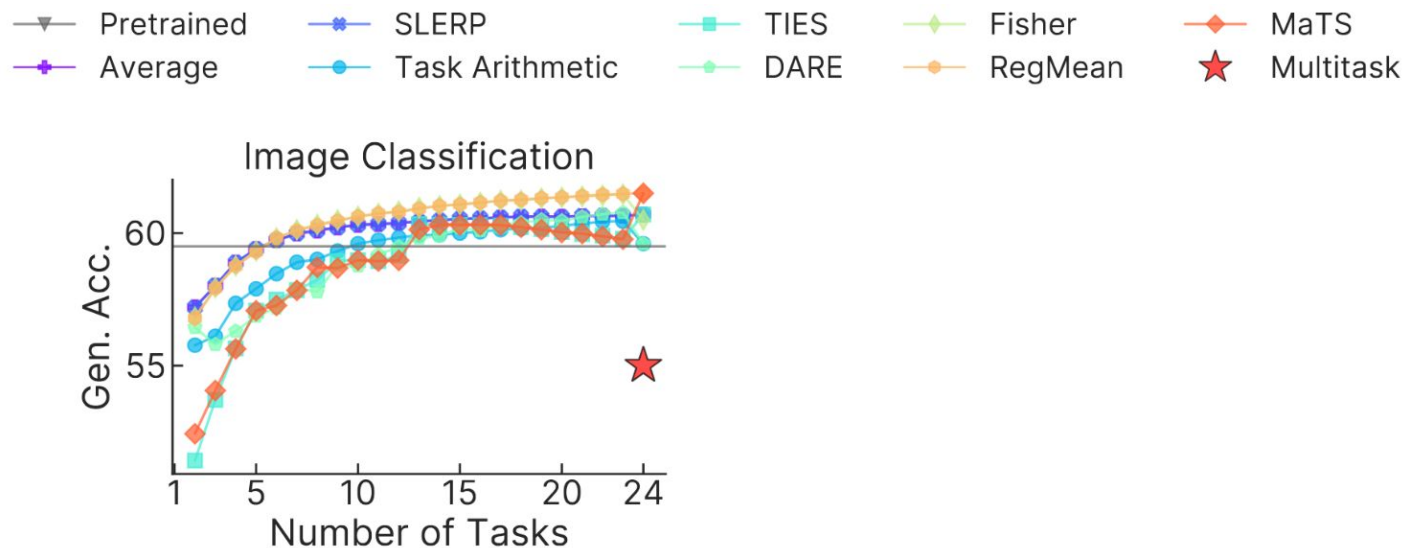 Pretrained SLERP TIES Fisher MaTS
Average Task Arithmetic DARE RegMean Multitask
Image Classification
Gen. Acc.
60
55
1 5 10 15 20 24
Number of Tasks